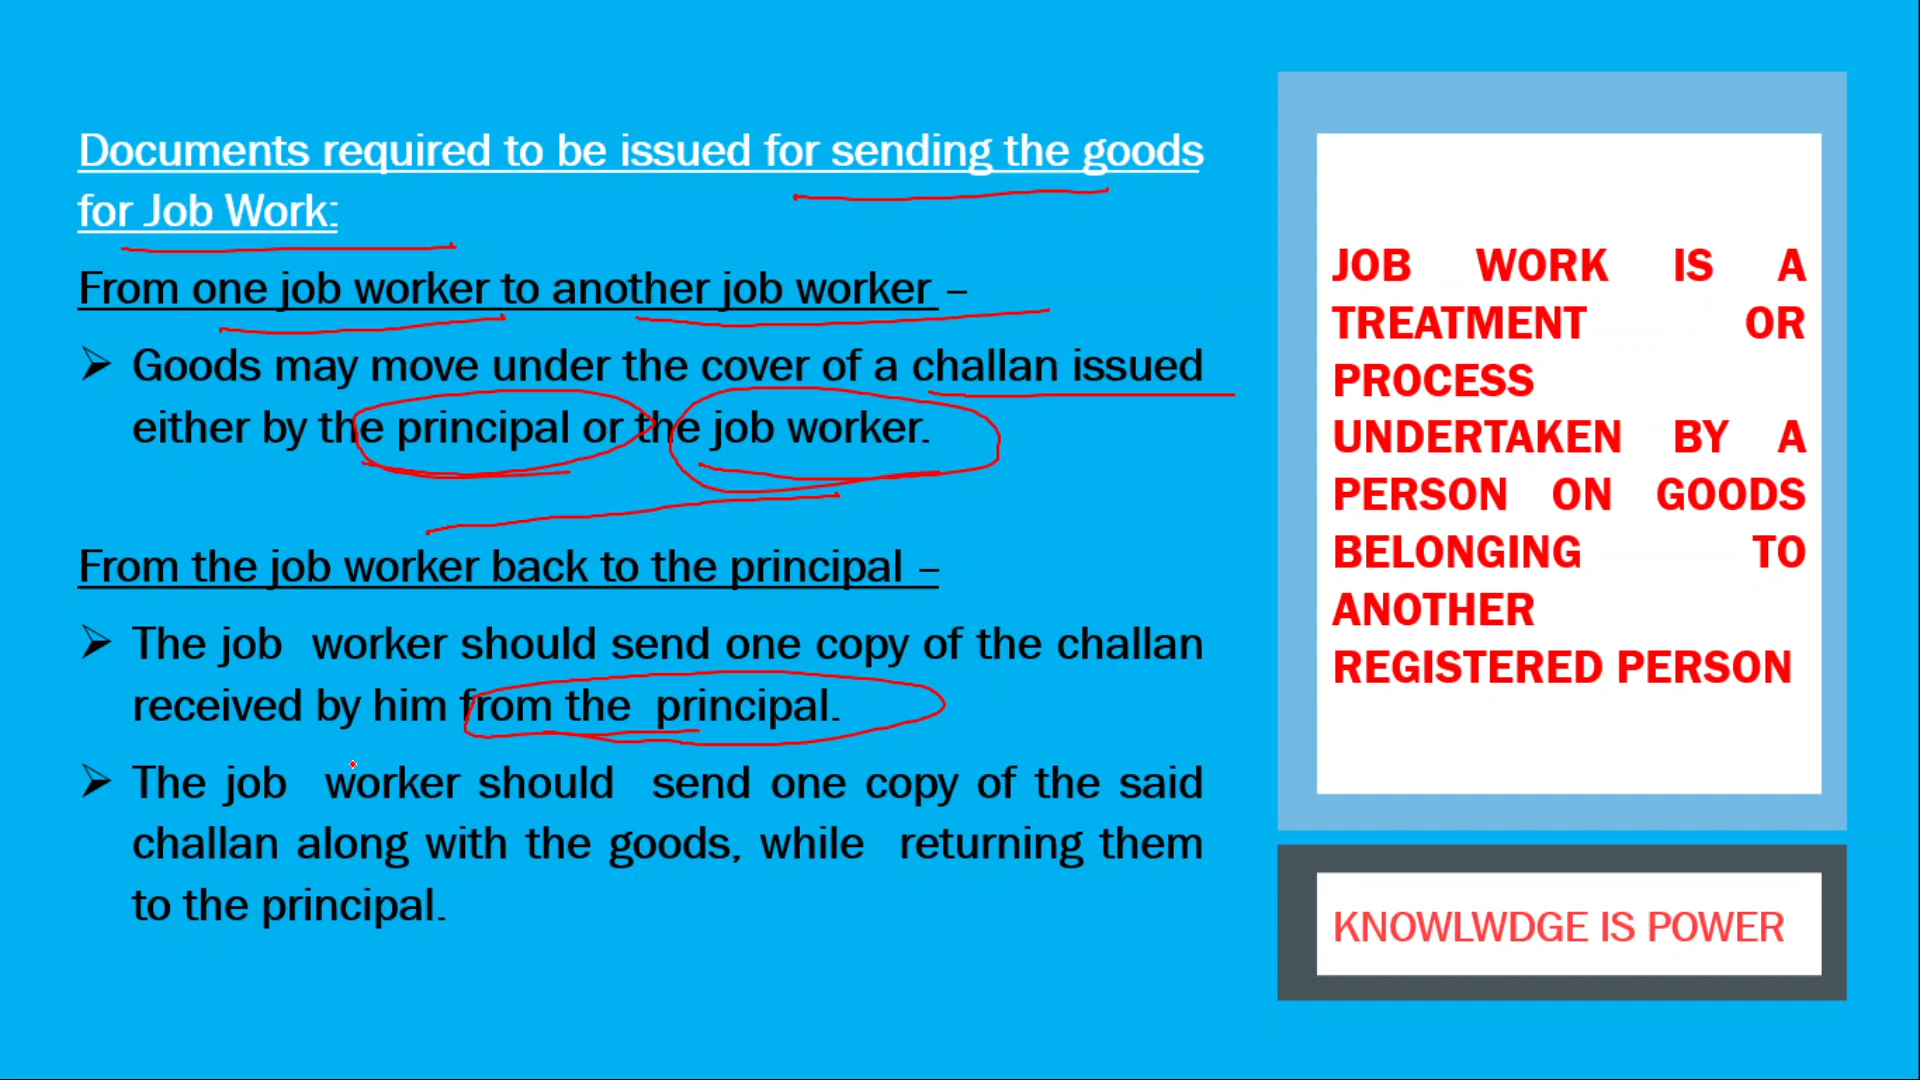 Documents required to be issued for sending the goods
for Job Work:
From one job worker to another job worker –
Goods may move under the cover of a challan issued
either by the principal or the job worker.
From the job worker back to the principal –
The job worker should send one copy of the challan
received by him from the principal.
The job worker should send one copy of the said
challan along with the goods, while returning them
to the principal.
JOB WORK IS A
TREATMENT OR
PROCESS
UNDERTAKEN BY A
PERSON ON GOODS
BELONGING TO
ANOTHER
REGISTERED PERSON
KNOWLWDGE IS POWER